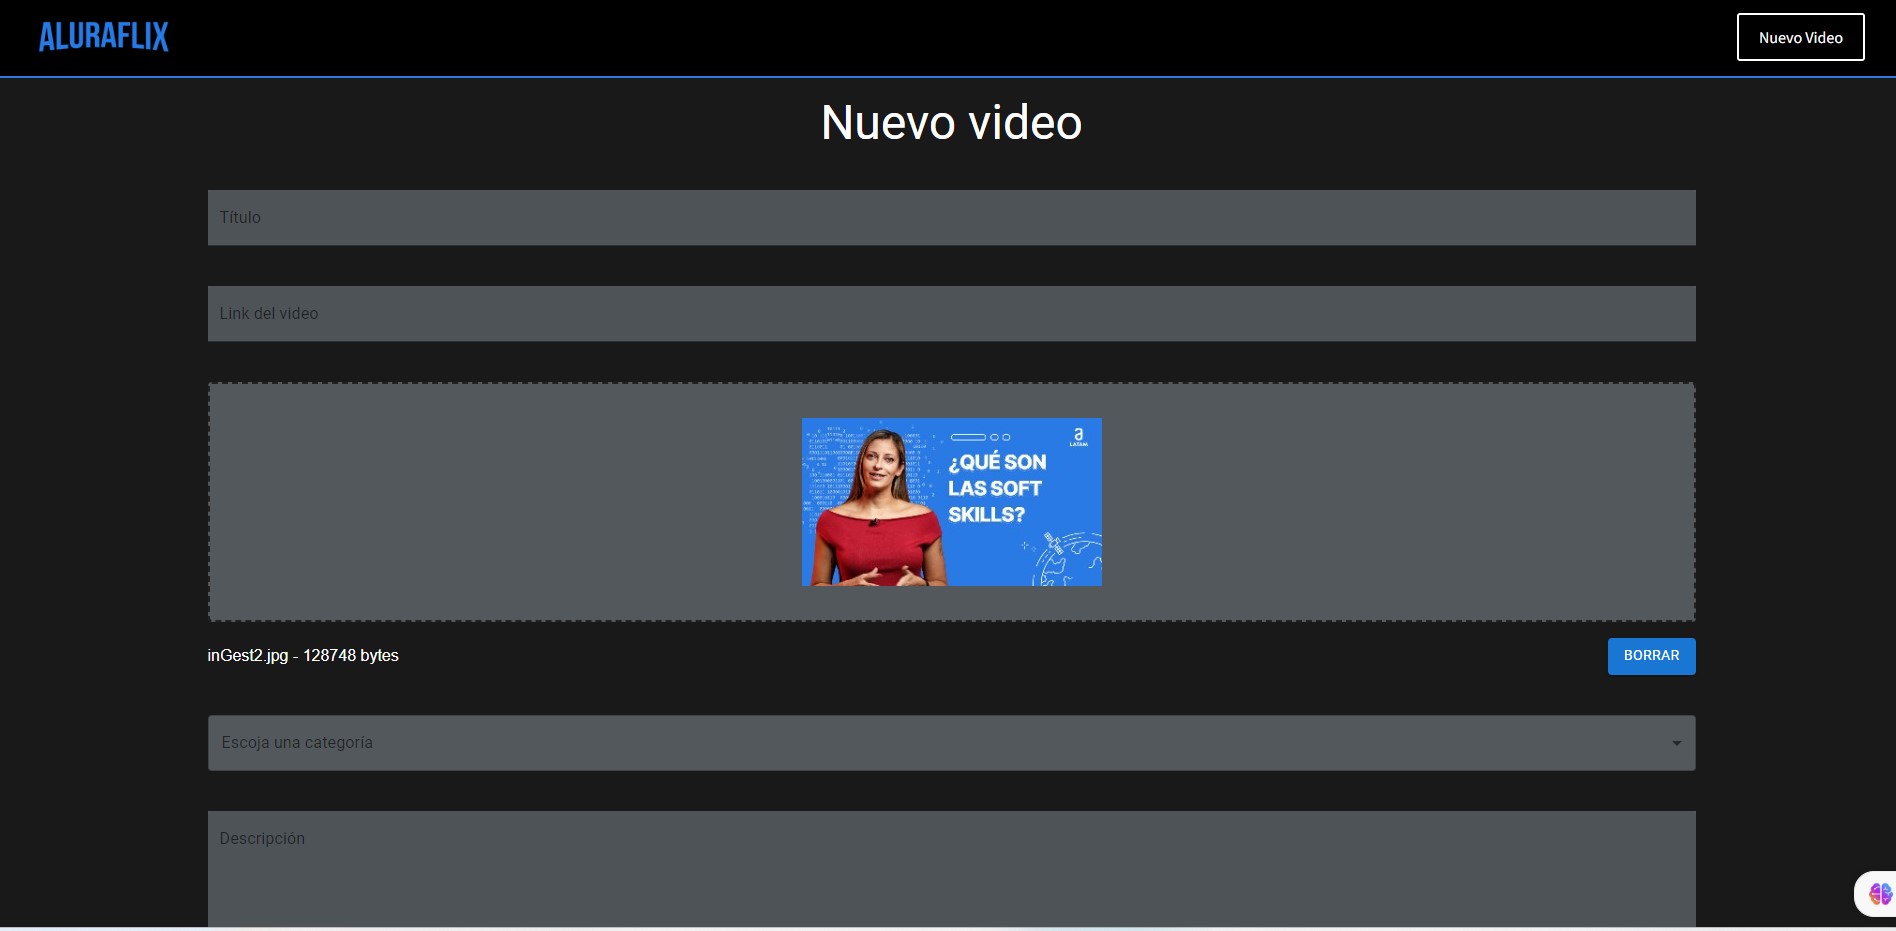 ALURAFLIX
Nuevo Video
Nuevo video
Título
Link del video
a
LATAM
¿QUÉ SON
LAS SOFT
SKILLS?
inGest2.jpg - 128748 bytes
BORRAR
Escoja una categoría
Descripción